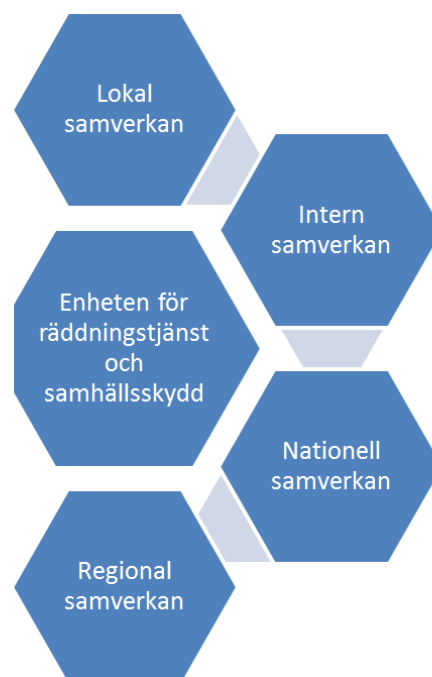 Lokal
samverkan
Intern
samverkan
Enheten för
räddningstjänst
och
samhällsskydd
Nationell
samverkan
Regional
samverkan